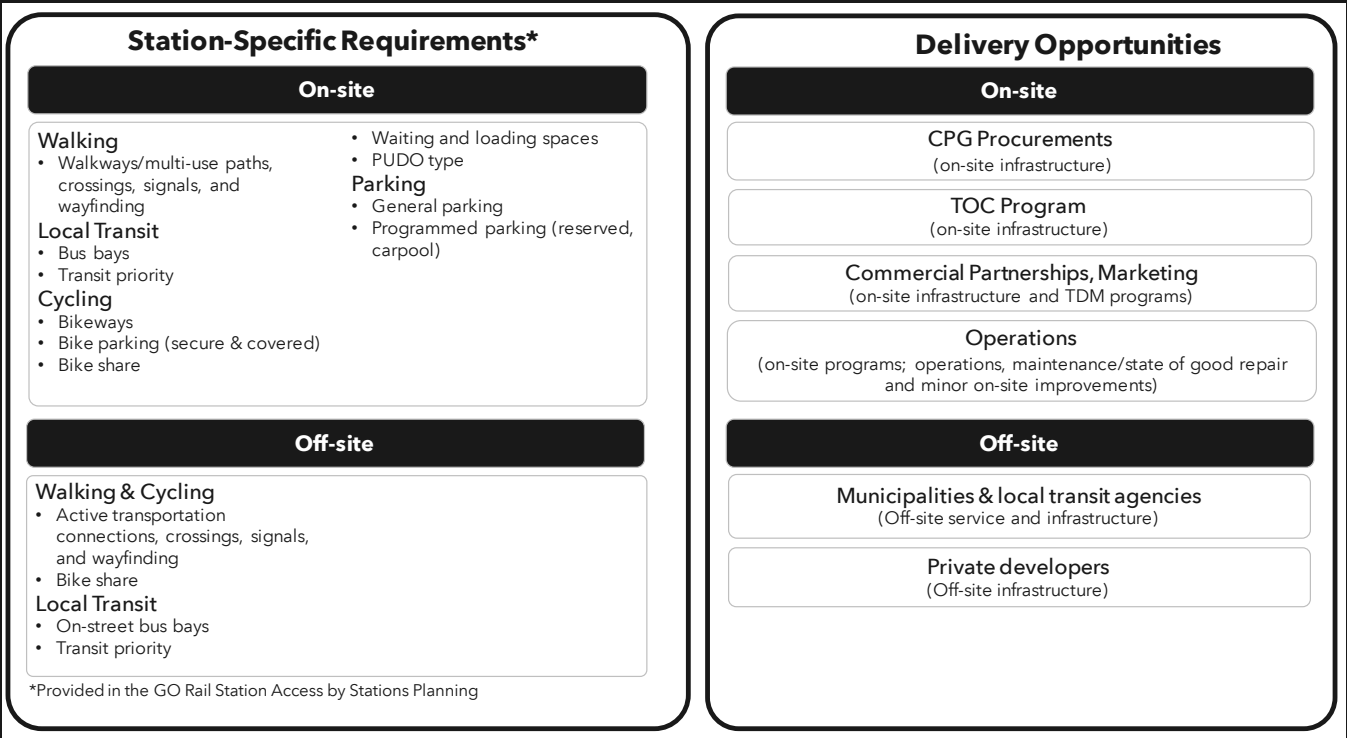 Station-Specific Requirements*
On-site
Walking
• Walkways/multi-use paths,
crossings, signals, and
wayfinding
Local Transit
• Bus bays
• Transit priority
Cycling
• Bikeways
• Bike parking (secure & covered)
• Bike share
• Waiting and loading spaces
• PUDO type
Parking
• General parking
• Programmed parking (reserved,
carpool)
Off-site
Walking & Cycling
• Active transportation
connections, crossings, signals,
and wayfinding
• Bike share
Local Transit
• On-street bus bays
• Transit priority
*Provided in the GO Rail Station Access by Stations Planning
Delivery Opportunities
On-site
CPG Procurements
(on-site infrastructure)
TOC Program
(on-site infrastructure)
Commercial Partnerships, Marketing
(on-site infrastructure and TDM programs)
Operations
(on-site programs; operations, maintenance/state of good repair
and minor on-site improvements)
Off-site
Municipalities & local transit agencies
(Off-site service and infrastructure)
Private developers
(Off-site infrastructure)